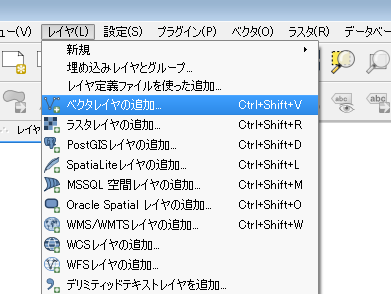 ュー(V) レイヤ(L) 設定(S) プラグイン(P) ベクタ(O) ラスタ(R) データベー
新規
埋め込みレイヤとグループ...
レイヤ定義ファイルを使った追加...
ベクタレイヤの追加... Ctrl+Shift+V
ラスタレイヤの追加... Ctrl+Shift+R
PostGISレイヤの追加... Ctrl+Shift+D
SpatiaLiteレイヤの追加... Ctrl+Shift+L
MSSQL 空間レイヤの追加... Ctrl+Shift+M
Oracle Spatial レイヤの追加... Ctrl+Shift+O
WMS/WMTSレイヤの追加... Ctrl+Shift+W
WCSレイヤの追加...
WFSレイヤの追加...
デリミティッドテキストレイヤを追加...
レイヤ
abc
abc